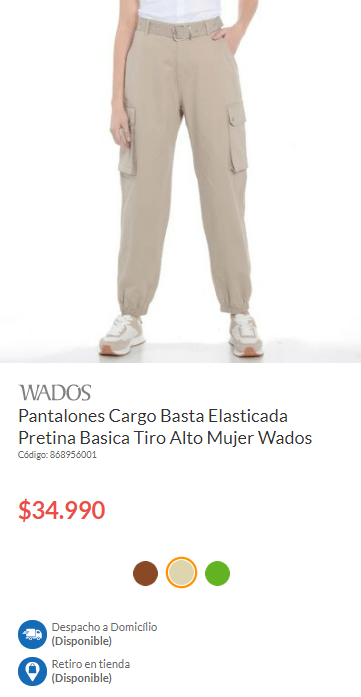 WADOS
Pantalones Cargo Basta Elasticada
Pretina Basica Tiro Alto Mujer Wados
Código: 868956001
$34.990
Despacho a Domicilio
(Disponible)
Retiro en tienda
(Disponible)